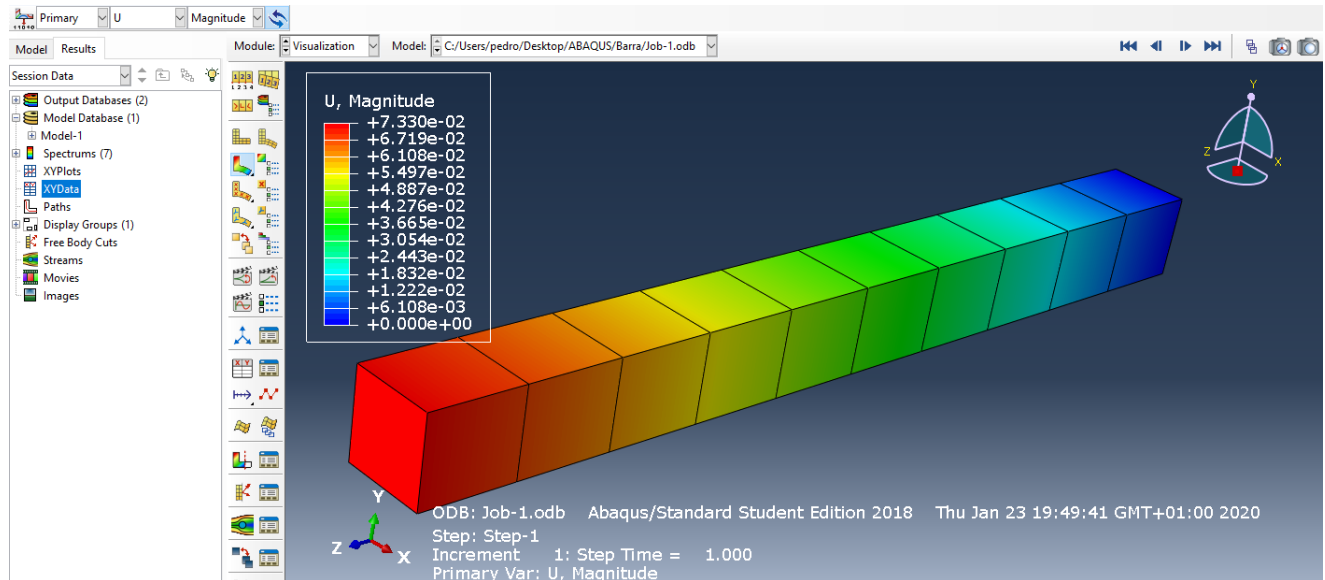 Primary U Magnitude
Model Results Module: Visualization Model: C:/Users/pedro/Desktop/ABAQUS/Barra/Job-1.odb
Session Data
Output Databases (2)
Model Database (1)
Model-1
Spectrums (7)
XYPlots
XYData
Paths
Display Groups (1)
Free Body Cuts
Streams
Movies
Images
U, Magnitude
+7.330e-02
+6.719e-02
+6.108e-02
+5.497e-02
+4.887e-02
+4.276e-02
+3.665e-02
+3.054e-02
+2.443e-02
+1.832e-02
+1.222e-02
+6.108e-03
+0.000e+00
Y
Z
X
Y
Z
X
ODB: Job-1.odb Abaqus/Standard Student Edition 2018 Thu Jan 23 19:49:41 GMT+01:00 2020
Step: Step-1
Increment 1: Step Time = 1.000
Primary Var: U, Magnitude